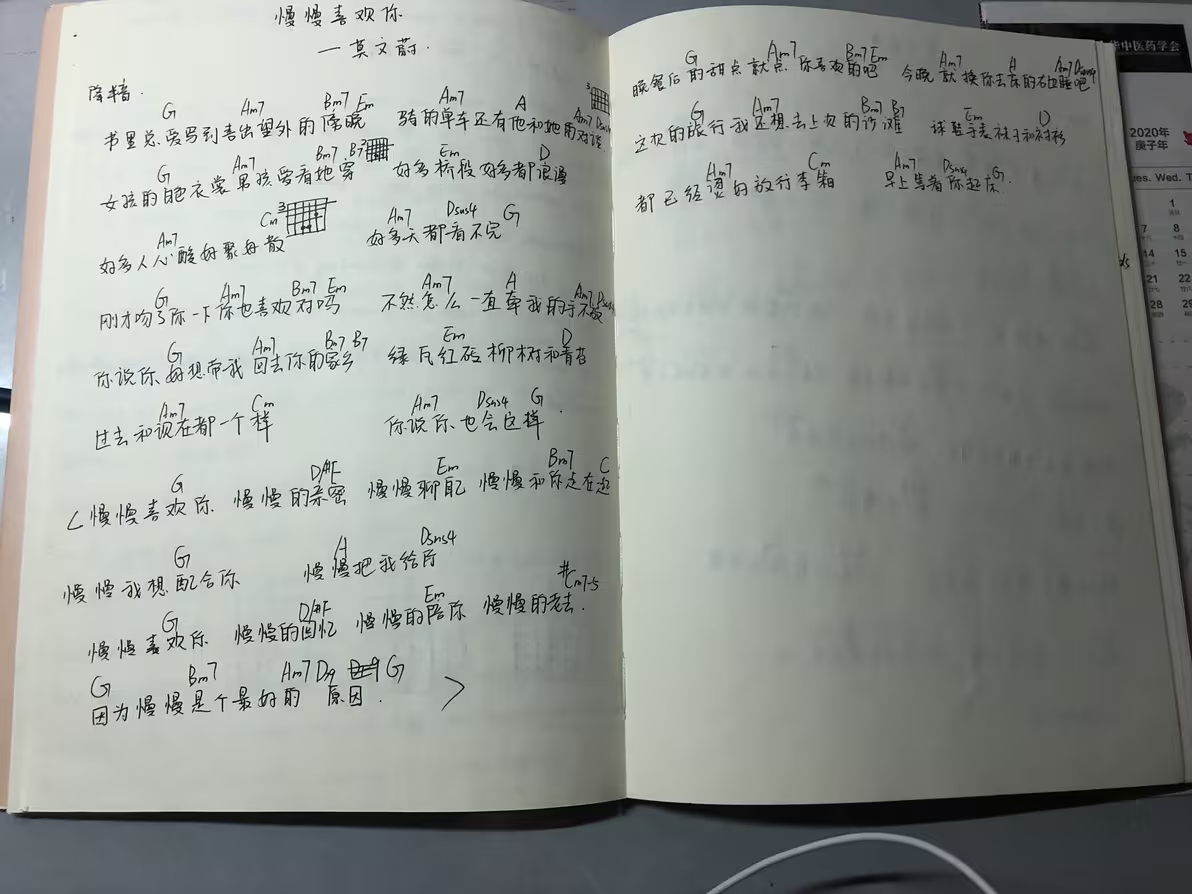 慢慢喜欢你
— 莫文蔚.
降半音.
G Am7 Bm7 Em Am7 A Am7 Dsus4
书里总爱写到喜出望外的傍晚 骑的单车还有他和她的对谈
G Am7 Bm7 B7 Em D
女孩的白色衣裳男孩爱看她穿 好多桥段 好多都浪漫
Am7 Cm 3 Am7 Dsus4 G
好多人心酸 好聚好散 好多天都看不完
G Am7 Bm7 Em Am7 A Am7 Dsus4
刚才吻了你一下你也喜欢对吗 不然怎么一直牵我的手不放
G Am7 Bm7 B7 Em D
你说你好想带我回去你的家乡 绿瓦红砖 柳树和青苔
Am7 Cm Am7 Dsus4 G
过去和现在都一个样 你说你也会这样.
G D/#F Em Bm7 C
< 慢慢喜欢你 慢慢的亲密 慢慢聊自己 慢慢和你走在一起
G A Dsus4
慢慢我想配合你 慢慢把我给你
G D/#F Em #Cm7-5
慢慢喜欢你 慢慢的回忆 慢慢的陪你 慢慢的老去.
G Bm7 Am7 D9 G
因为慢慢是个最好的 原因. >
G Am7 Bm7 Em Am7 A Am7 Dsus4
晚餐后的甜点就点你喜欢的吧 今晚就换你去床的右边睡吧
G Am7 Bm7 B7 Em D
这次的旅行我还想去上次的沙滩 球鞋手表袜子和衬衫
Am7 Cm Am7 Dsus4 G
都已经烫好放行李箱 早上等着你起床.
华中医药学会
2020年
庚子年
ues. Wed. T
1
7 8
14 15
21 22
28 29